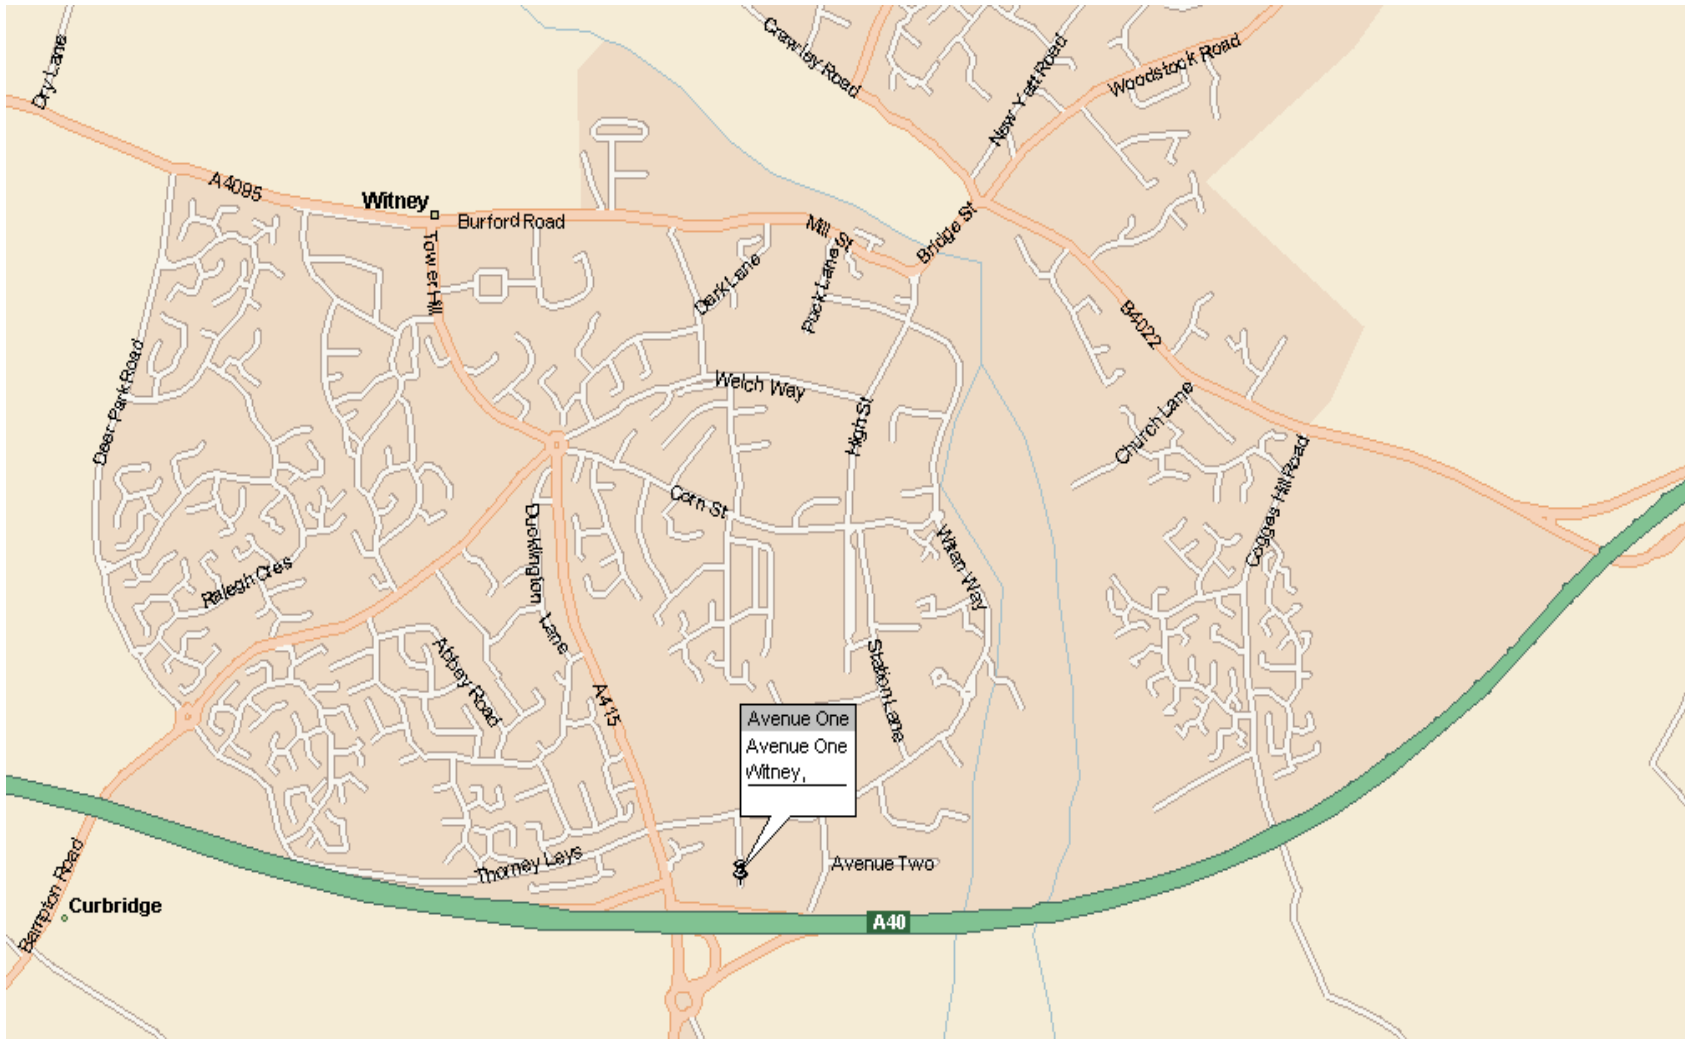 Crawley Road
Dry Lane
New Yatt Road
Woodstock Road
A4095
Witney
Burford Road
Mill St
Bridge St
Tower Hill
Dark Lane
Puck Lane
B4022
Deer Park Road
Welch Way
High St
Church Lane
Corn St
Cogges Hill Road
Ducklington Lane
Witan Way
Ralegh Cres
Abbey Road
Station Lane
A415
Avenue One
Avenue One
Witney,
Thorney Leys
Avenue Two
Bampton Road
Curbridge
A40